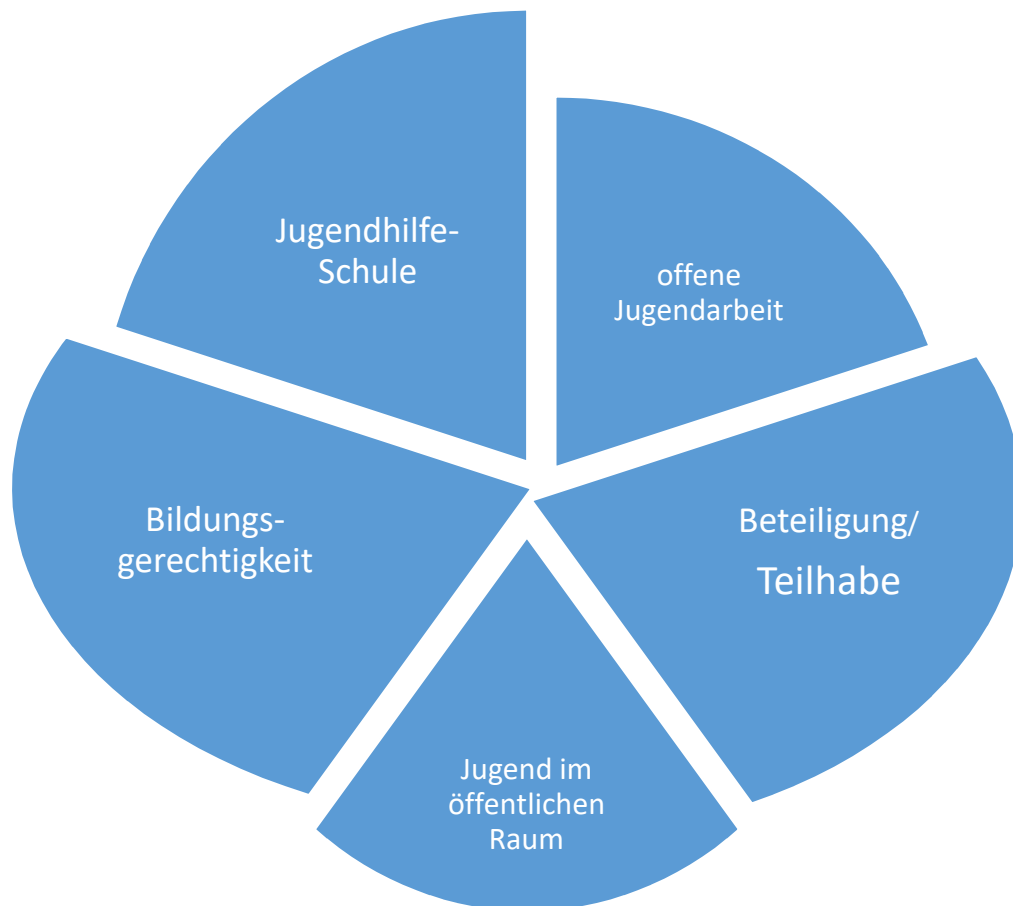 Jugendhilfe-
Schule
offene
Jugendarbeit
Bildungs-
gerechtigkeit
Beteiligung/
Teilhabe
Jugend im
öffentlichen
Raum